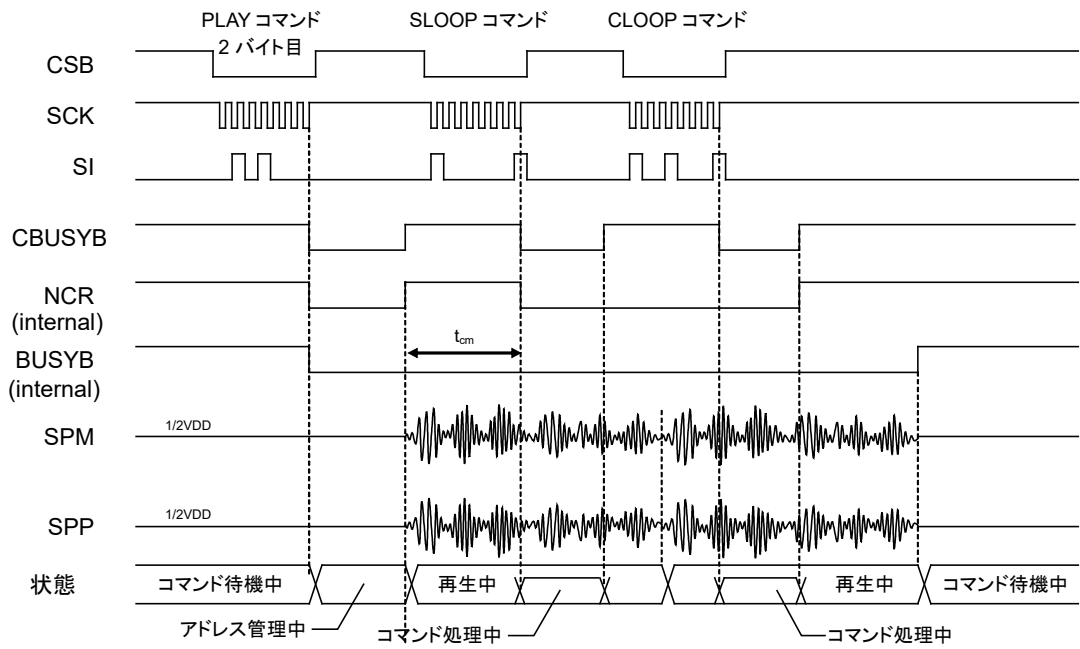 PLAY コマンド
2 バイト目
SLOOP コマンド
CLOOP コマンド
CSB
SCK
SI
CBUSYB
NCR
(internal)
BUSYB
(internal)
tcm
SPM
1/2VDD
SPP
1/2VDD
状態
コマンド待機中
再生中
再生中
コマンド待機中
アドレス管理中
コマンド処理中
コマンド処理中